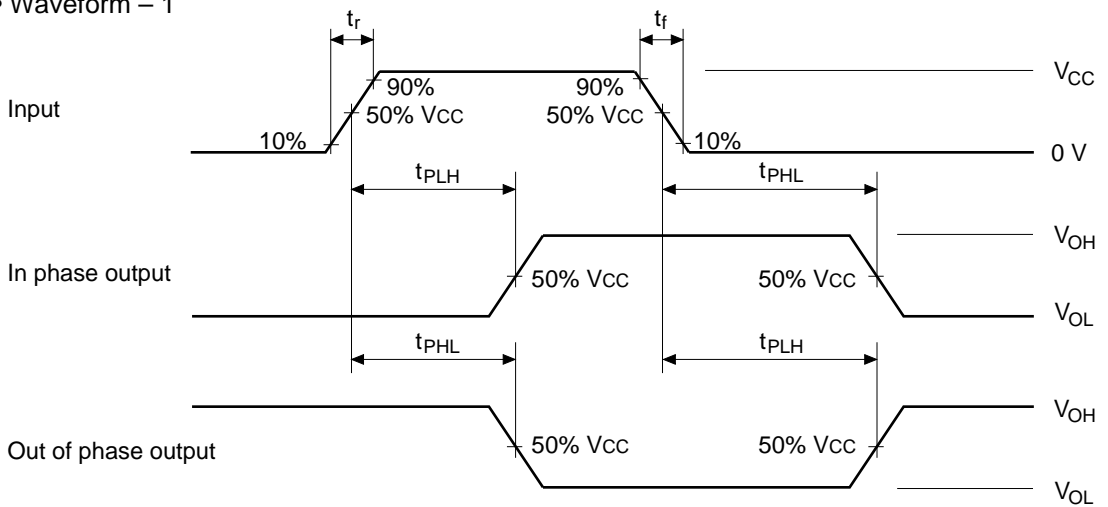 • Waveform – 1
tr
tf
VCC
90%
90%
Input
50% VCC
50% VCC
10%
10%
0 V
tPLH
tPHL
VOH
In phase output
50% VCC
50% VCC
VOL
tPHL
tPLH
VOH
Out of phase output
50% VCC
50% VCC
VOL